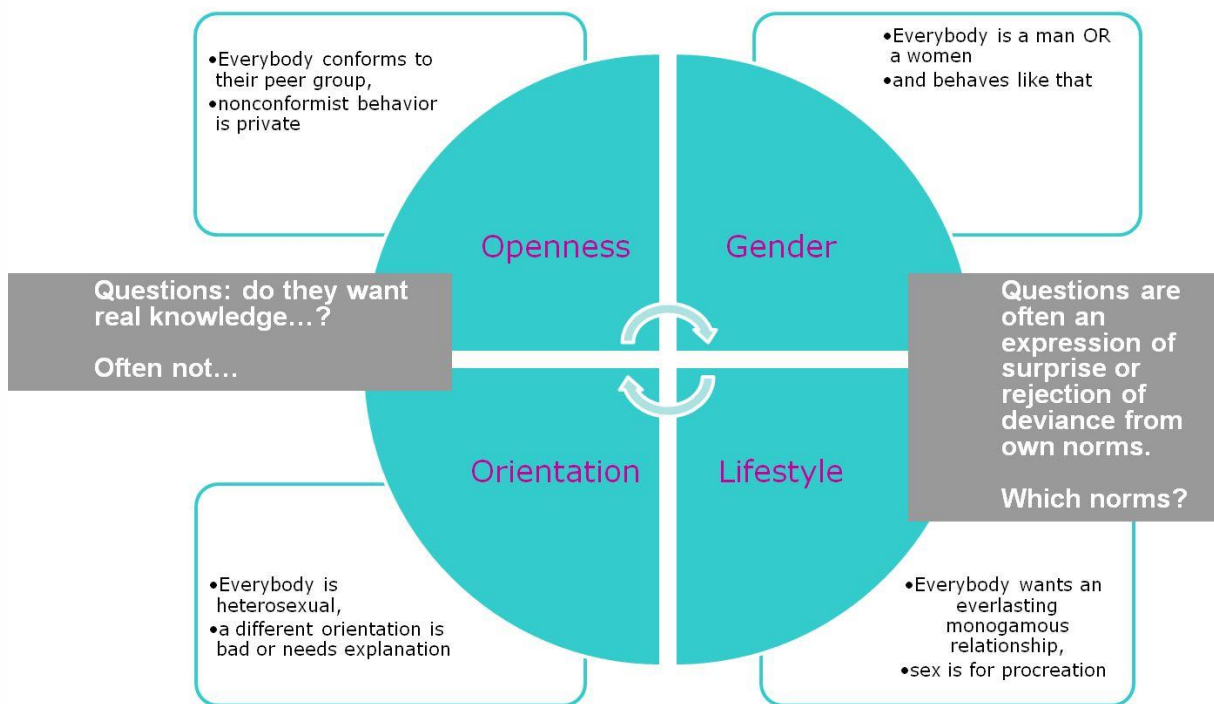 •Everybody conforms to
their peer group,
•nonconformist behavior
is private
•Everybody is a man OR
a women
•and behaves like that
Openness
Gender
Questions: do they want
real knowledge…?
Often not…
Questions are
often an
expression of
surprise or
rejection of
deviance from
own norms.
Which norms?
Orientation
Lifestyle
•Everybody is
heterosexual,
•a different orientation is
bad or needs explanation
•Everybody wants an
everlasting
monogamous
relationship,
•sex is for procreation